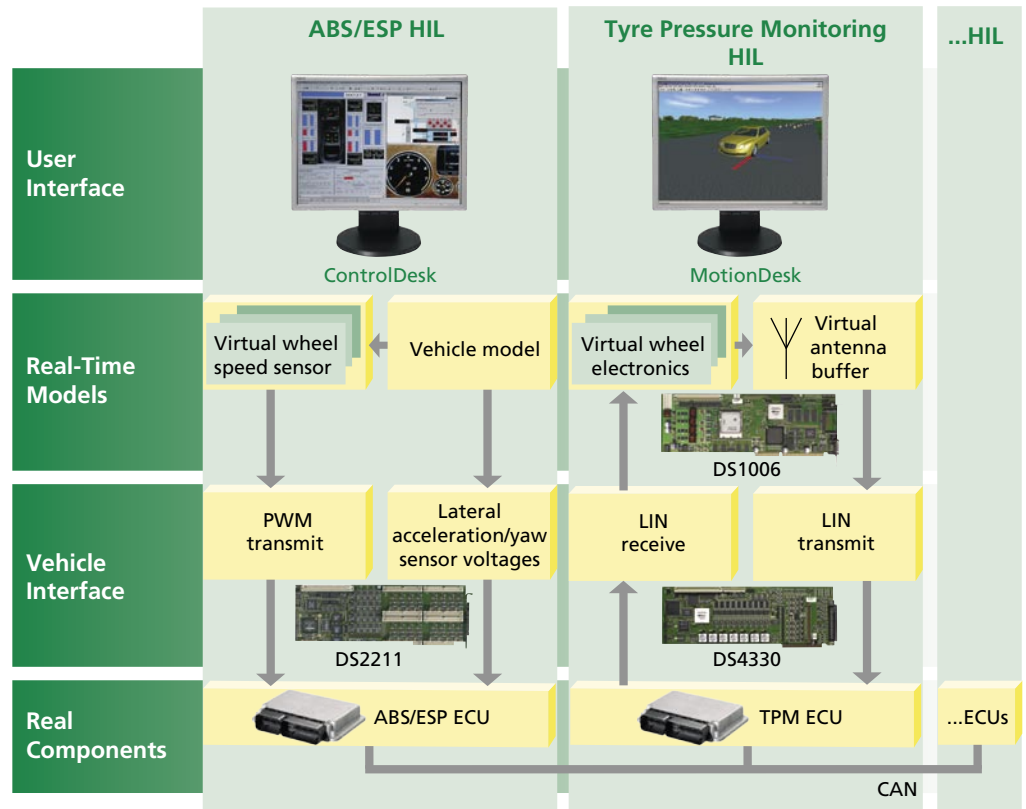 ABS/ESP HIL
Tyre Pressure Monitoring
HIL
...HIL
User
Interface
ControlDesk
MotionDesk
Real-Time
Models
Virtual wheel
speed sensor
Vehicle model
Virtual wheel
electronics
Virtual
antenna
buffer
DS1006
Vehicle
Interface
PWM
transmit
Lateral
acceleration/yaw
sensor voltages
LIN
receive
LIN
transmit
DS2211
DS4330
Real
Components
ABS/ESP ECU
TPM ECU
...ECUs
CAN